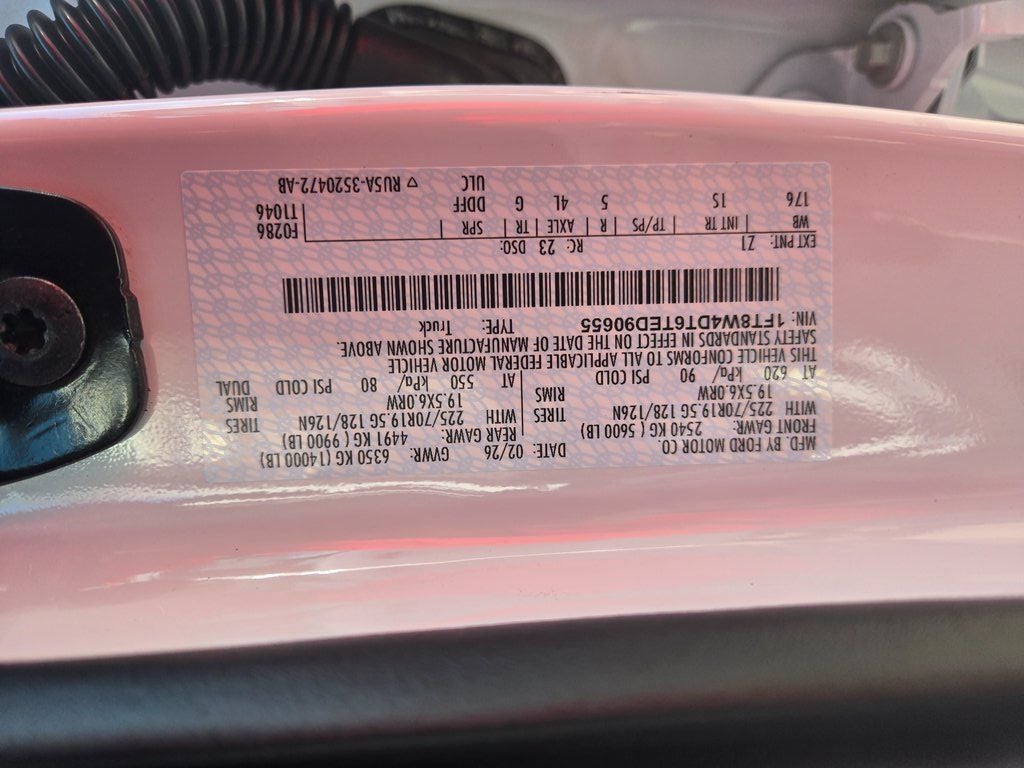 MFD. BY FORD MOTOR CO. DATE: 02/26 GVWR: 6350 KG (14000 LB)
FRONT GAWR: 2540 KG (5600 LB) REAR GAWR: 4491 KG (9900 LB)
WITH 225/70R19.5G 128/126N TIRES WITH 225/70R19.5G 128/126N TIRES
19.5X6.0RW RIMS 19.5X6.0RW RIMS
AT 620 kPa/ 90 PSI COLD AT 550 kPa/ 80 PSI COLD DUAL
THIS VEHICLE CONFORMS TO ALL APPLICABLE FEDERAL MOTOR VEHICLE
SAFETY STANDARDS IN EFFECT ON THE DATE OF MANUFACTURE SHOWN ABOVE.
VIN: 1FT8W4DT6TED90655 TYPE: Truck
EXT PNT: Z1 RC: 23 DSO:
WB | INT TR | TP/PS | R | AXLE | TR | SPR | F0286
176 1S 5 4L G DDFF T1046
ULC ▽ RU5A-3520472-AB